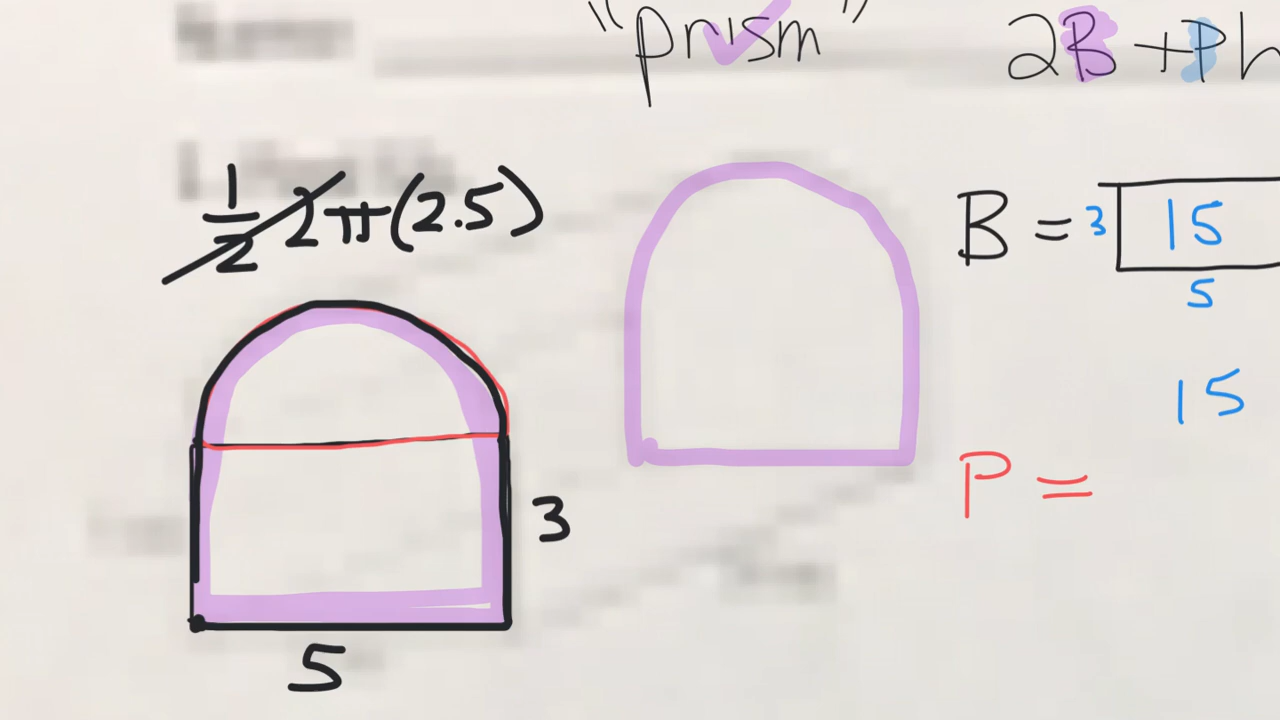 "prism"
2B + Ph
1/2 2π(2.5)
B = 3 15
5
15
P =
3
5